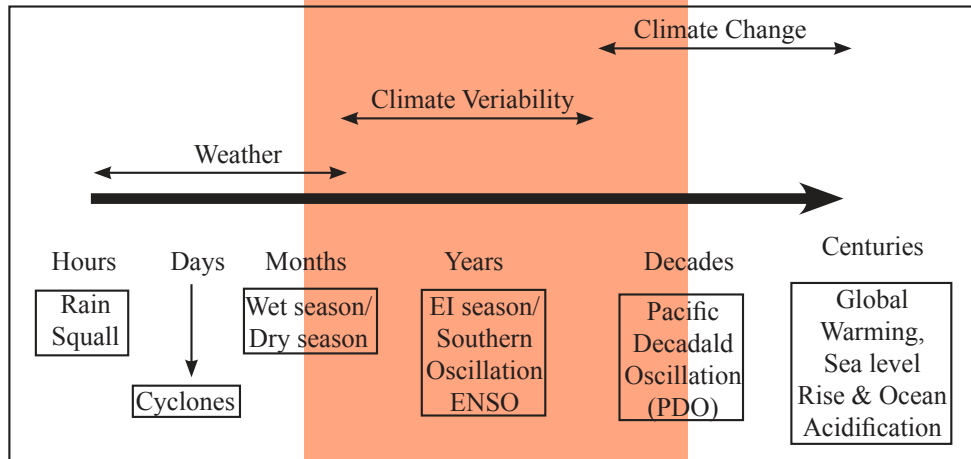 Climate Change
Climate Veriability
Weather
Hours
Days
Months
Years
Decades
Centuries
Rain
Squall
Cyclones
Wet season/
Dry season
EI season/
Southern
Oscillation
ENSO
Pacific
Decadald
Oscillation
(PDO)
Global
Warming,
Sea level
Rise & Ocean
Acidification